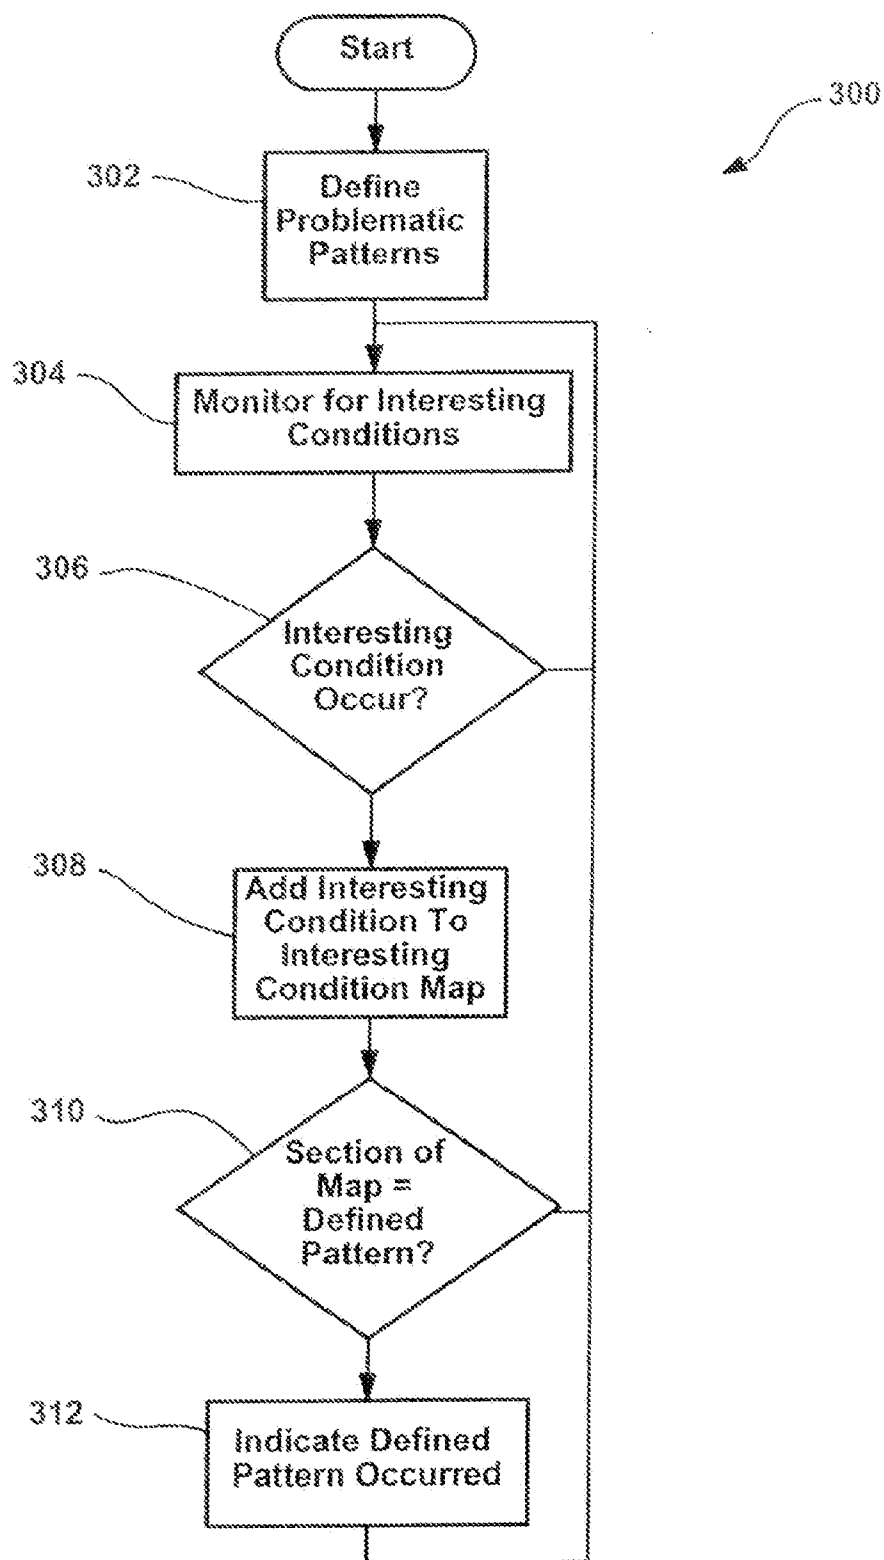 Start
300
302
Define
Problematic
Patterns
304
Monitor for Interesting
Conditions
306
Interesting
Condition
Occur?
308
Add Interesting
Condition To
Interesting
Condition Map
310
Section of
Map =
Defined
Pattern?
312
Indicate Defined
Pattern Occurred